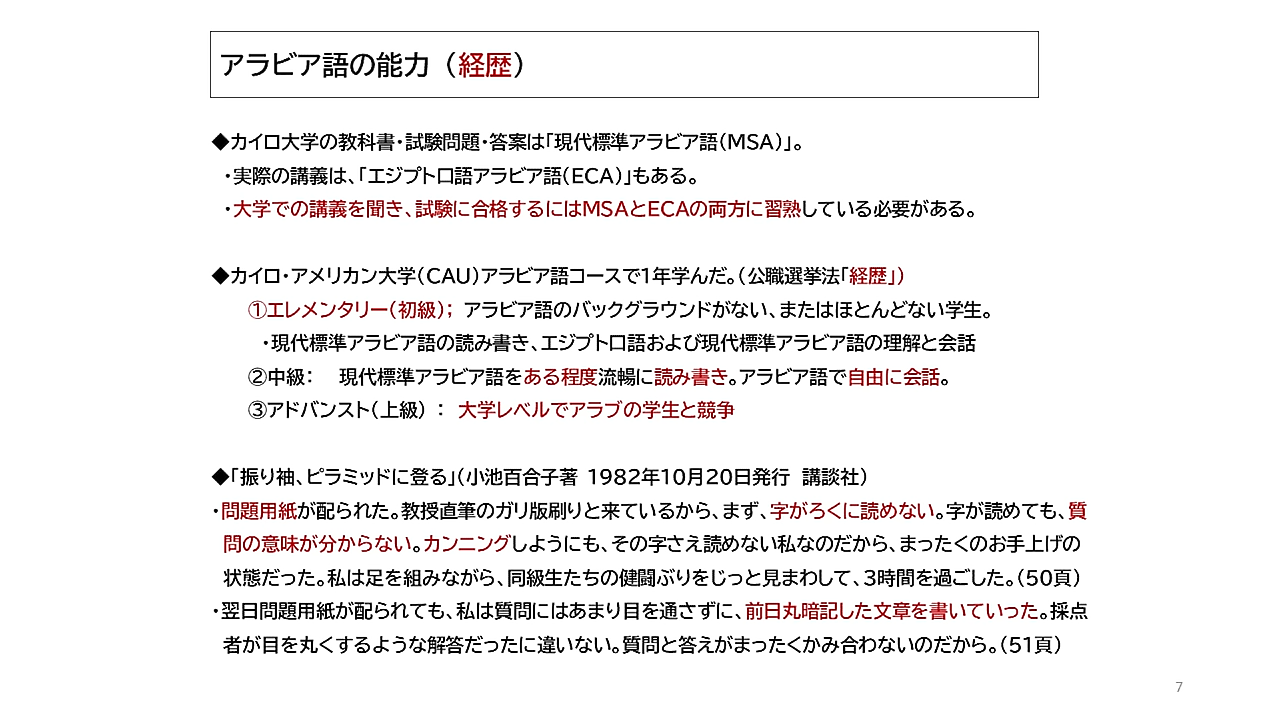 アラビア語の能力（経歴）
◆カイロ大学の教科書・試験問題・答案は「現代標準アラビア語（MSA）」。
・実際の講義は、「エジプト口語アラビア語（ECA）」もある。
・大学での講義を聞き、試験に合格するにはMSAとECAの両方に習熟している必要がある。
◆カイロ・アメリカン大学（CAU）アラビア語コースで1年学んだ。（公職選挙法「経歴」）
①エレメンタリー（初級）； アラビア語のバックグラウンドがない、またはほとんどない学生。
・現代標準アラビア語の読み書き、エジプト口語および現代標準アラビア語の理解と会話
②中級： 現代標準アラビア語をある程度流暢に読み書き。アラビア語で自由に会話。
③アドバンスト（上級）： 大学レベルでアラブの学生と競争
◆「振り袖、ピラミッドに登る」（小池百合子著 1982年10月20日発行 講談社）
・問題用紙が配られた。教授直筆のガリ版刷りと来ているから、まず、字がろくに読めない。字が読めても、質
問の意味が分からない。カンニングしようにも、その字さえ読めない私なのだから、まったくのお手上げの
状態だった。私は足を組みながら、同級生たちの健闘ぶりをじっと見まわして、3時間を過ごした。（50頁）
・翌日問題用紙が配られても、私は質問にはあまり目を通さずに、前日丸暗記した文章を書いていった。採点
者が目を丸くするような解答だったに違いない。質問と答えがまったくかみ合わないのだから。（51頁）
7